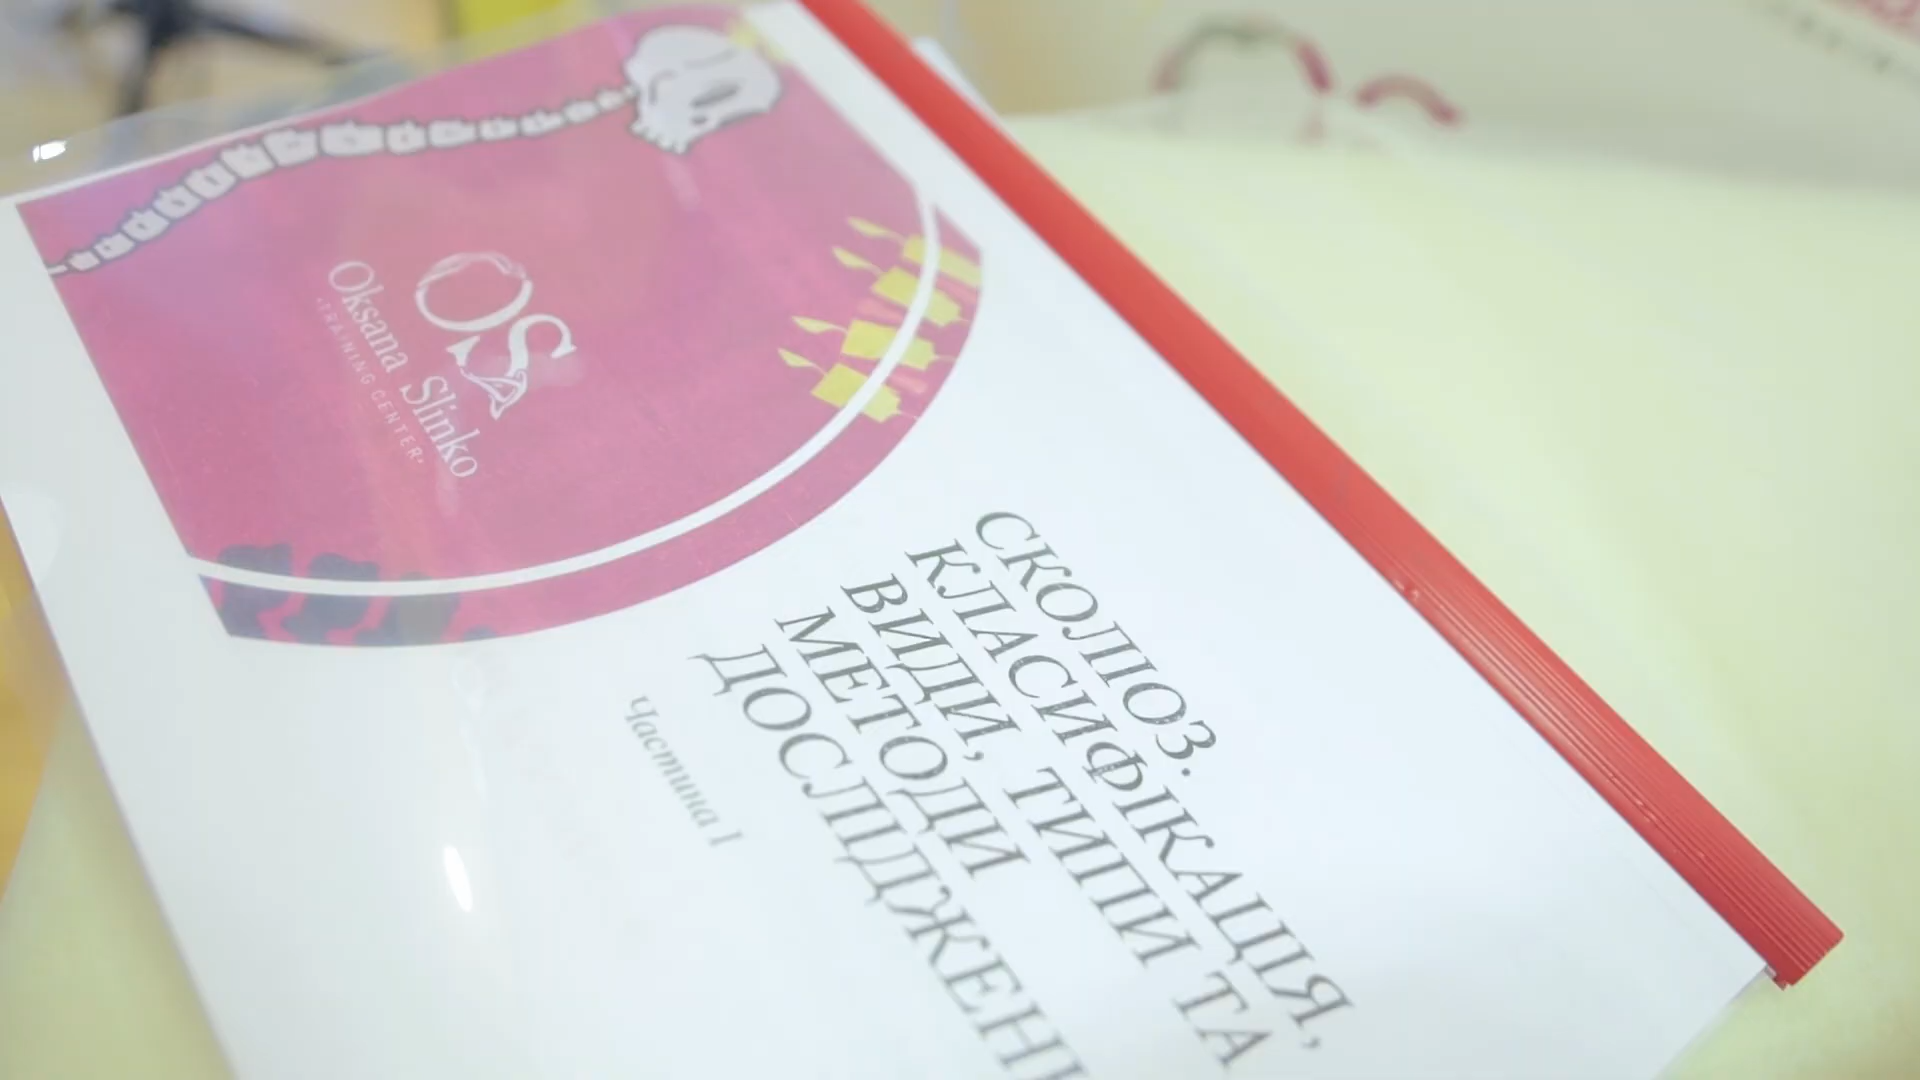 OS
Oksana Slinko
•TRAINING CENTER•
СКОЛІОЗ.
КЛАСИФІКАЦІЯ,
ВИДИ, ТИПИ ТА
МЕТОДИ
ДОСЛІДЖЕН
Частина 1